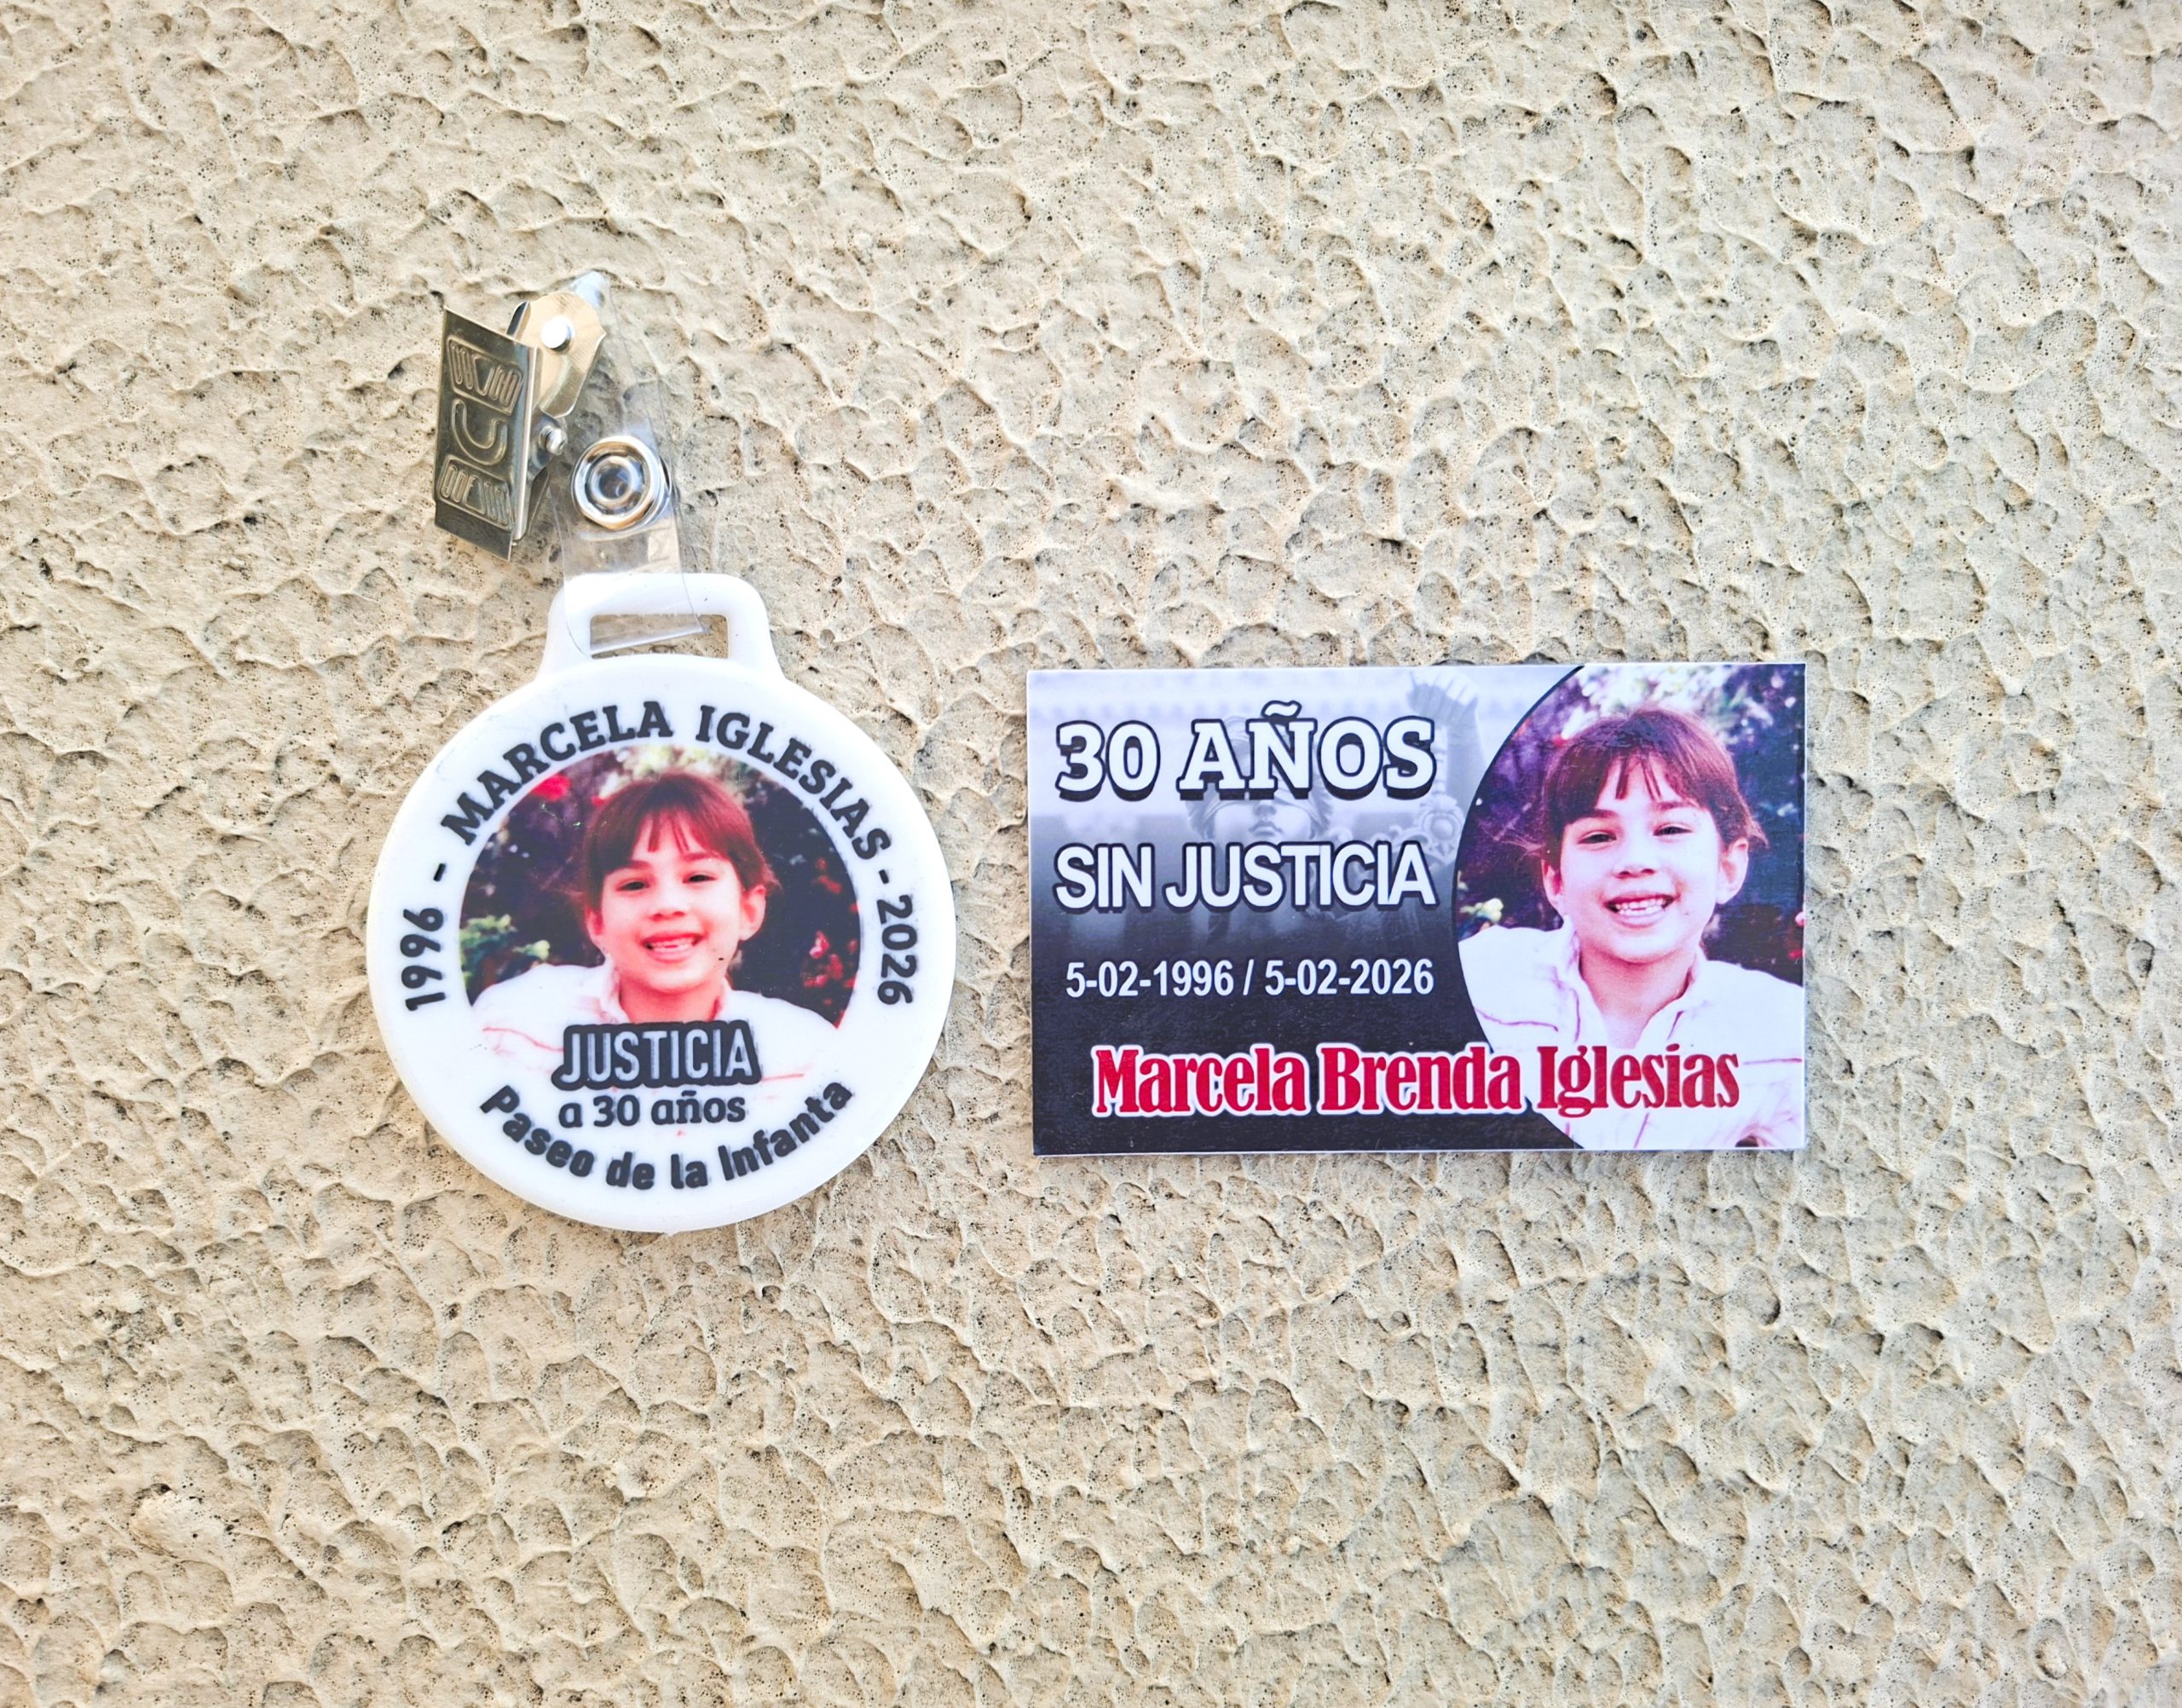 1996 - MARCELA IGLESIAS - 2026
JUSTICIA
a 30 años
Paseo de la Infanta
30 AÑOS
SIN JUSTICIA
5-02-1996 / 5-02-2026
Marcela Brenda Iglesias